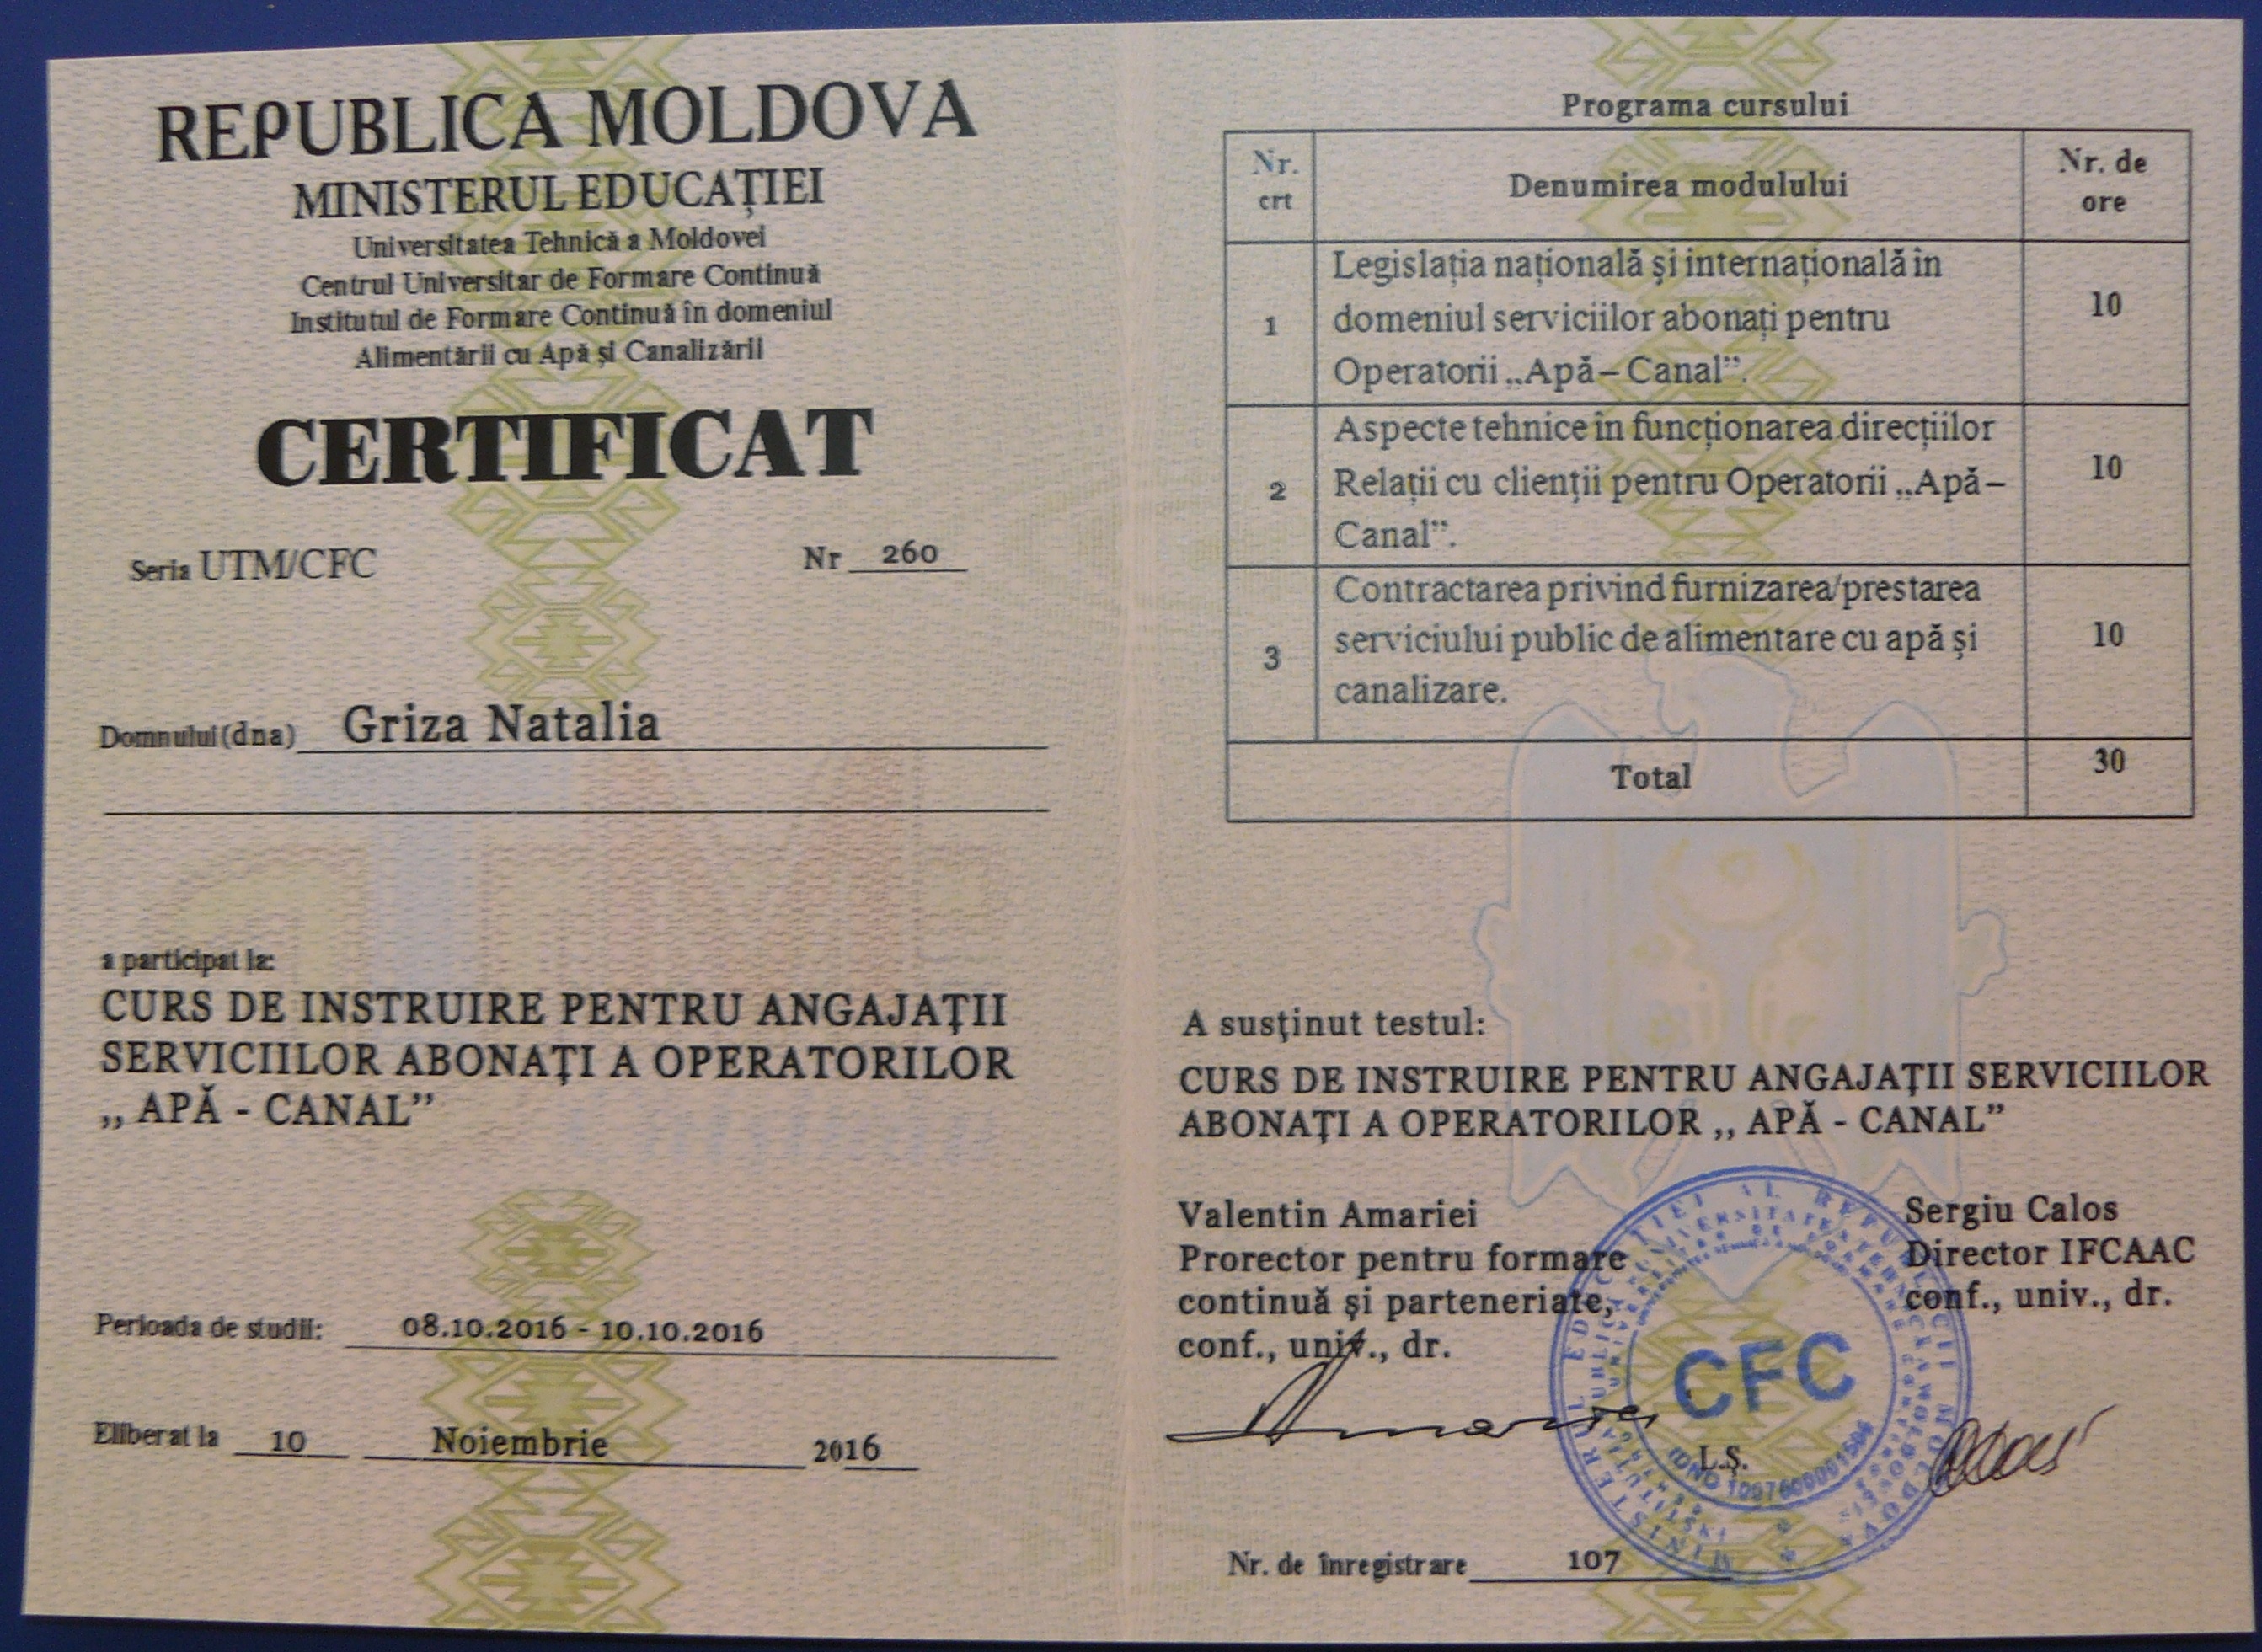 REPUBLICA MOLDOVA
MINISTERUL EDUCAȚIEI
Universitatea Tehnică a Moldovei
Centrul Universitar de Formare Continuă
Institutul de Formare Continuă în domeniul
Alimentării cu Apă și Canalizării
CERTIFICAT
Seria UTM/CFC Nr 260
Domnului(dna) Griza Natalia
a participat la:
CURS DE INSTRUIRE PENTRU ANGAJAȚII
SERVICIILOR ABONAȚI A OPERATORILOR
,, APĂ - CANAL”
Perioada de studii: 08.10.2016 - 10.10.2016
Eliberat la 10 Noiembrie 2016
Programa cursului
Nr. crt Denumirea modulului Nr. de ore
1 Legislația națională și internațională în
domeniul serviciilor abonați pentru 10
Operatorii „Apă – Canal”.
Aspecte tehnice în funcționarea direcțiilor
2 Relații cu clienții pentru Operatorii „Apă – 10
Canal”.
Contractarea privind furnizarea/prestarea
3 serviciului public de alimentare cu apă și 10
canalizare.
Total 30
A susținut testul:
CURS DE INSTRUIRE PENTRU ANGAJAȚII SERVICIILOR
ABONAȚI A OPERATORILOR ,, APĂ - CANAL”
Valentin Amariei
Prorector pentru formare
continuă și parteneriate,
conf., univ., dr.
Sergiu Calos
Director IFCAAC
conf., univ., dr.
CFC
L.Ș.
Nr. de înregistrare 107